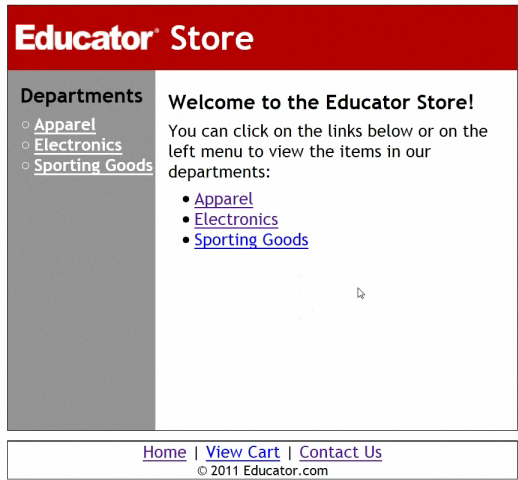 Educator® Store
Departments
Apparel
Electronics
Sporting Goods
Welcome to the Educator Store!
You can click on the links below or on the
left menu to view the items in our
departments:
Apparel
Electronics
Sporting Goods
Home | View Cart | Contact Us
© 2011 Educator.com